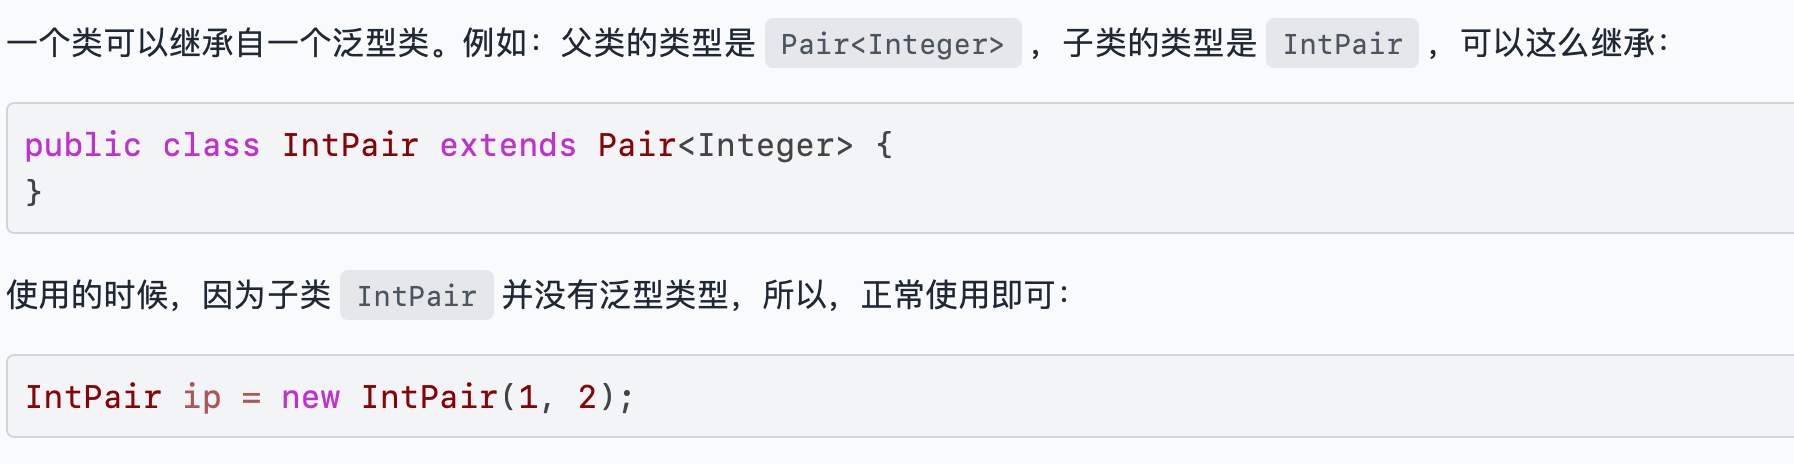 一个类可以继承自一个泛型类。例如：父类的类型是 Pair<Integer> ，子类的类型是 IntPair ，可以这么继承：
public class IntPair extends Pair<Integer> {
}
使用的时候，因为子类 IntPair 并没有泛型类型，所以，正常使用即可：
IntPair ip = new IntPair(1, 2);